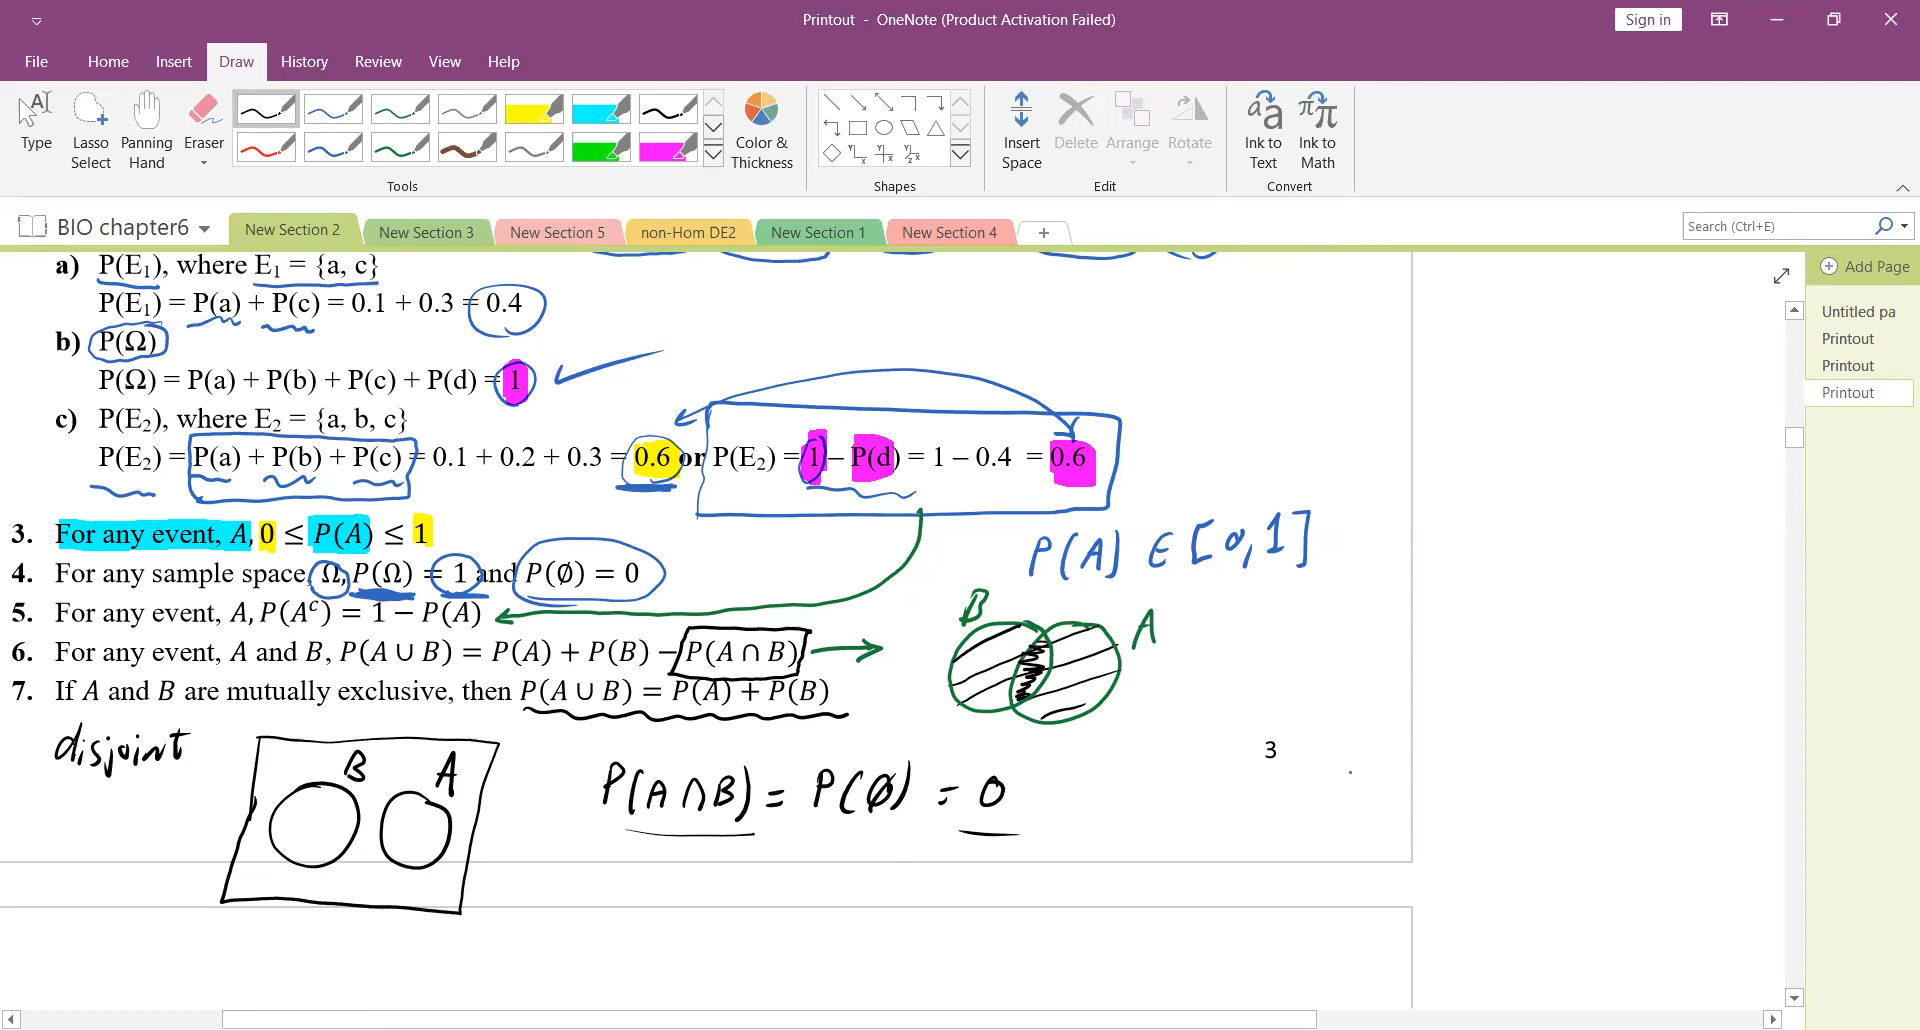 Printout - OneNote (Product Activation Failed)
Sign in
File Home Insert Draw History Review View Help
Type
Lasso Select
Panning Hand
Eraser
Color & Thickness
Insert Space
Delete
Arrange
Rotate
Ink to Text
Ink to Math
Tools
Shapes
Edit
Convert
BIO chapter6
New Section 2
New Section 3
New Section 5
non-Hom DE2
New Section 1
New Section 4
+
Search (Ctrl+E)
Add Page
Untitled pa
Printout
Printout
Printout
a) P(E₁), where E₁ = {a, c}
P(E₁) = P(a) + P(c) = 0.1 + 0.3 = 0.4
b) P(Ω)
P(Ω) = P(a) + P(b) + P(c) + P(d) = 1
c) P(E₂), where E₂ = {a, b, c}
P(E₂) = P(a) + P(b) + P(c) = 0.1 + 0.2 + 0.3 = 0.6 or P(E₂) = 1 – P(d) = 1 – 0.4 = 0.6
3. For any event, A, 0 ≤ P(A) ≤ 1
P(A) ∈ [0,1]
4. For any sample space, Ω, P(Ω) = 1 and P(∅) = 0
5. For any event, A, P(Aᶜ) = 1 − P(A)
B A
6. For any event, A and B, P(A ∪ B) = P(A) + P(B) − P(A ∩ B)
7. If A and B are mutually exclusive, then P(A ∪ B) = P(A) + P(B)
disjoint
3
B A
P(A ∩ B) = P(∅) = 0